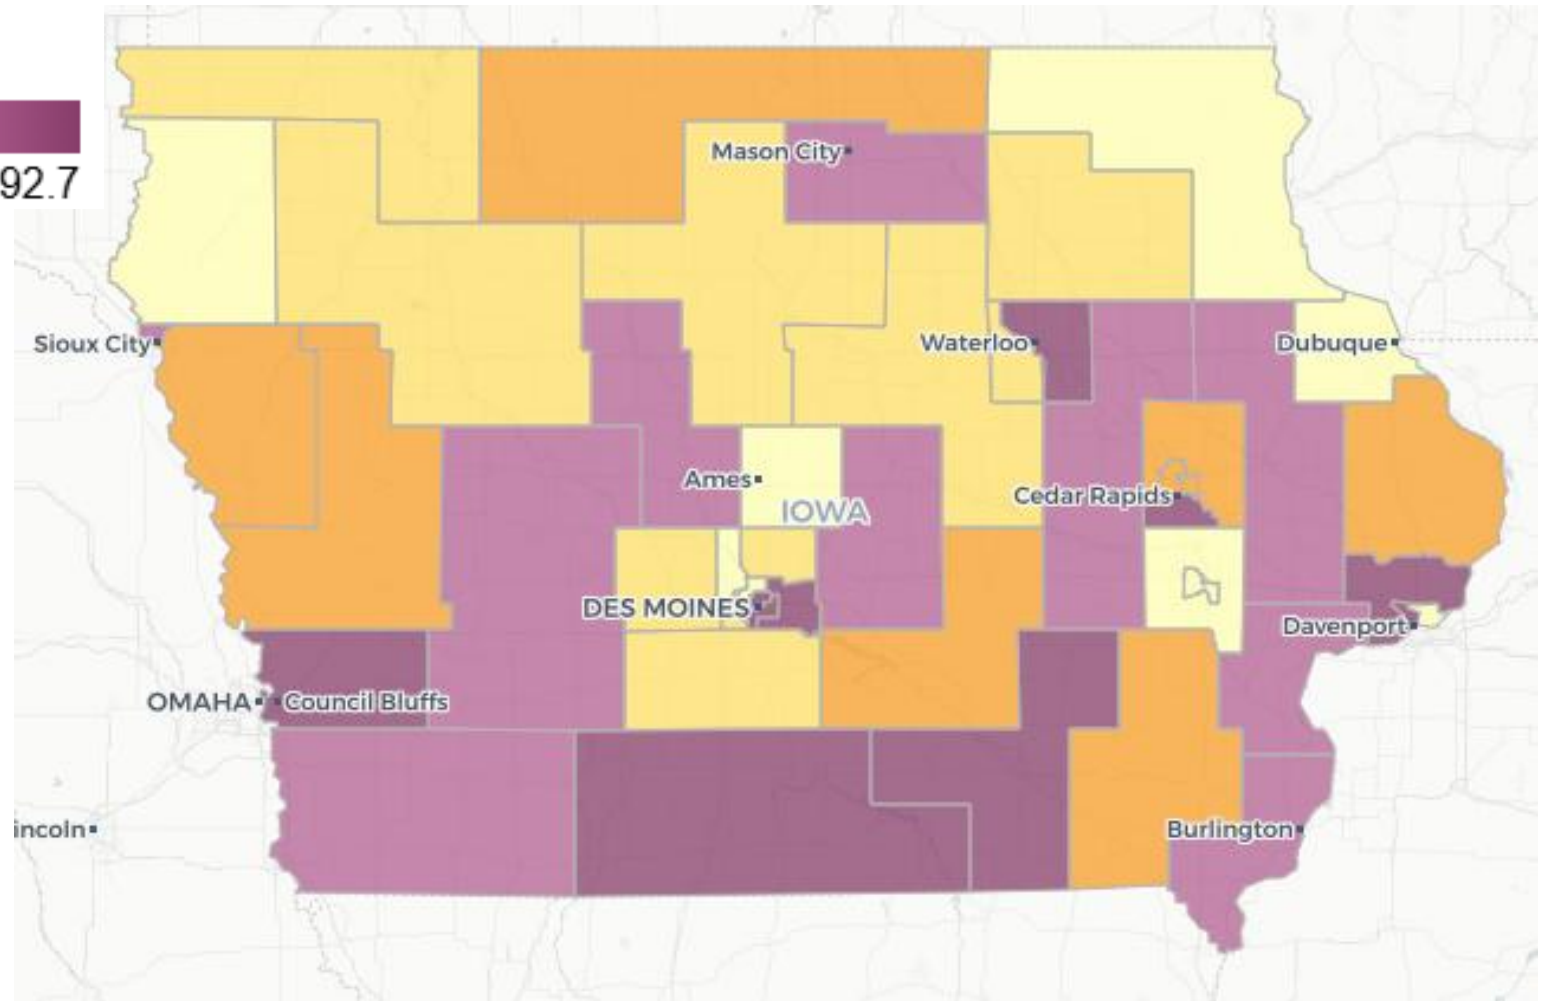 92.7
Mason City
Sioux City
Waterloo
Dubuque
Ames
IOWA
Cedar Rapids
DES MOINES
Davenport
OMAHA
Council Bluffs
incoln
Burlington